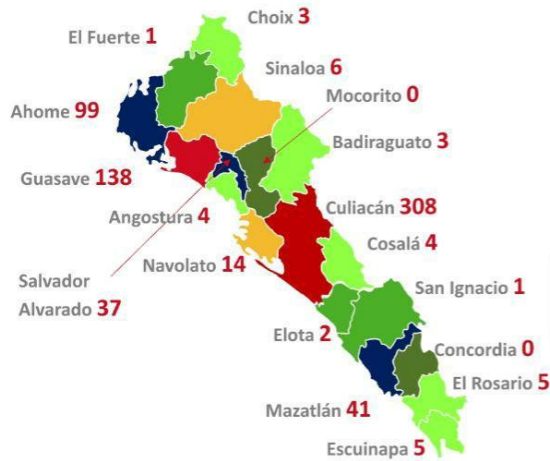 Choix 3
El Fuerte 1
Sinaloa 6
Mocorito 0
Ahome 99
Badiraguato 3
Guasave 138
Angostura 4
Culiacán 308
Cosalá 4
Navolato 14
Salvador
Alvarado 37
San Ignacio 1
Elota 2
Concordia 0
El Rosario 5
Mazatlán 41
Escuinapa 5